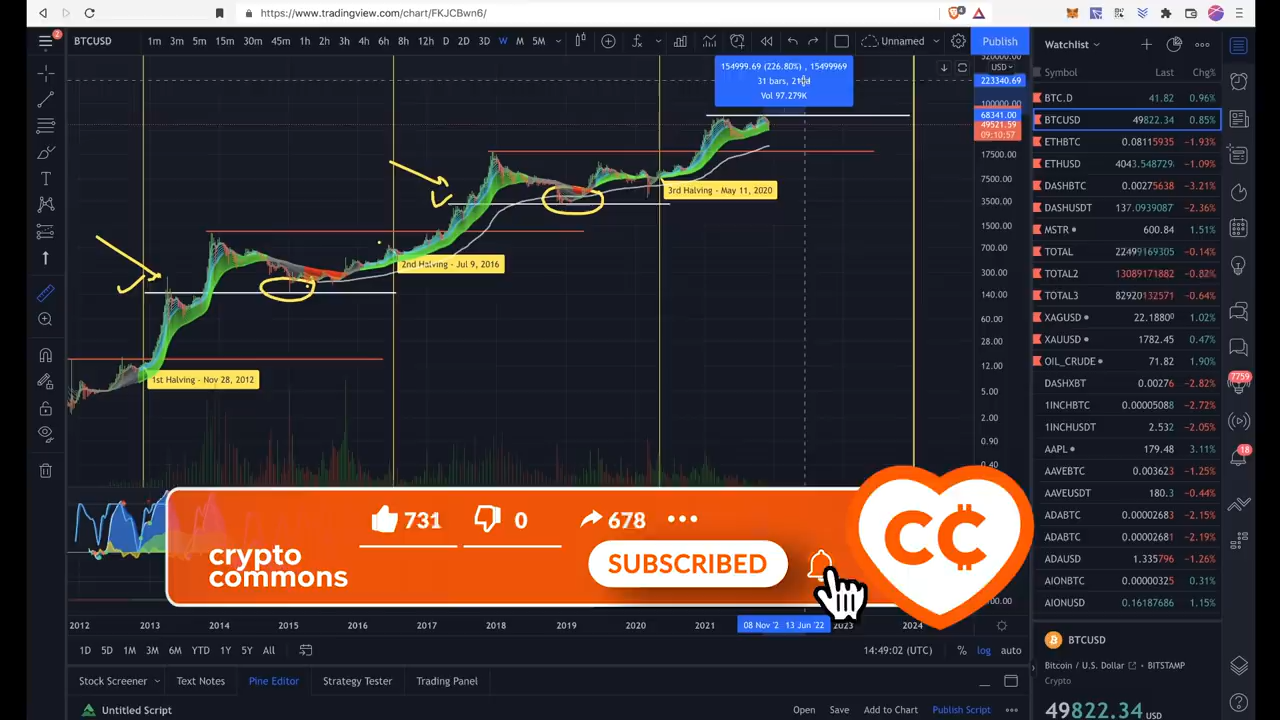 https://www.tradingview.com/chart/FKJCBwn6/
2
BTCUSD 1m 3m 5m 15m 30m 45m 1h 2h 3h 4h 6h 8h 12h D 2D 3D W M 5M Unnamed Publish
154999.69 (226.80%) , 15499969
31 bars,
Vol 97.279K
USD
223340.69
100000.00
68341.00
49521.59
09:10:57
17500.00
7500.00
3500.00
1500.00
700.00
300.00
140.00
60.00
28.00
12.00
5.00
2.00
0.90
0.40
3rd Halving - May 11, 2020
2nd Halving - Jul 9, 2016
1st Halving - Nov 28, 2012
731 0 678
crypto
commons
SUBSCRIBED
CC
2012 2013 2014 2015 2016 2017 2018 2019 2020 2021 08 Nov '2 13 Jun '22 2023 2024
1D 5D 1M 3M 6M YTD 1Y 5Y All 14:49:02 (UTC) % log auto
Stock Screener Text Notes Pine Editor Strategy Tester Trading Panel
Untitled Script Open Save Add to Chart Publish Script
Watchlist
Symbol Last Chg%
BTC.D 41.82 0.96%
BTCUSD 49822.34 0.85%
ETHBTC 0.08115935 −1.93%
ETHUSD 4043.548729 −1.09%
DASHBTC 0.00275638 −3.21%
DASHUSDT 137.0939087 −2.36%
MSTR 600.84 1.51%
TOTAL 22499169305 −0.14%
TOTAL2 13089171882 −0.82%
TOTAL3 82920132571 −0.64%
XAGUSD 22.1880 1.02%
XAUUSD 1782.45 0.47%
OIL_CRUDE 71.82 1.90%
DASHXBT 0.00276 −2.82%
1INCHBTC 0.00005088 −2.72%
1INCHUSDT 2.532 −2.05%
AAPL 179.48 3.11%
AAVEBTC 0.003623 −1.25%
AAVEUSDT 180.3 −0.44%
ADABTC 0.00002683 −2.15%
ADABTC 0.00002681 −2.19%
ADAUSD 1.335796 −1.26%
AIONBTC 0.00000325 0.31%
AIONUSD 0.16187686 1.15%
7759
18
BTCUSD
Bitcoin / U.S. Dollar BITSTAMP
Crypto
49822.34 USD